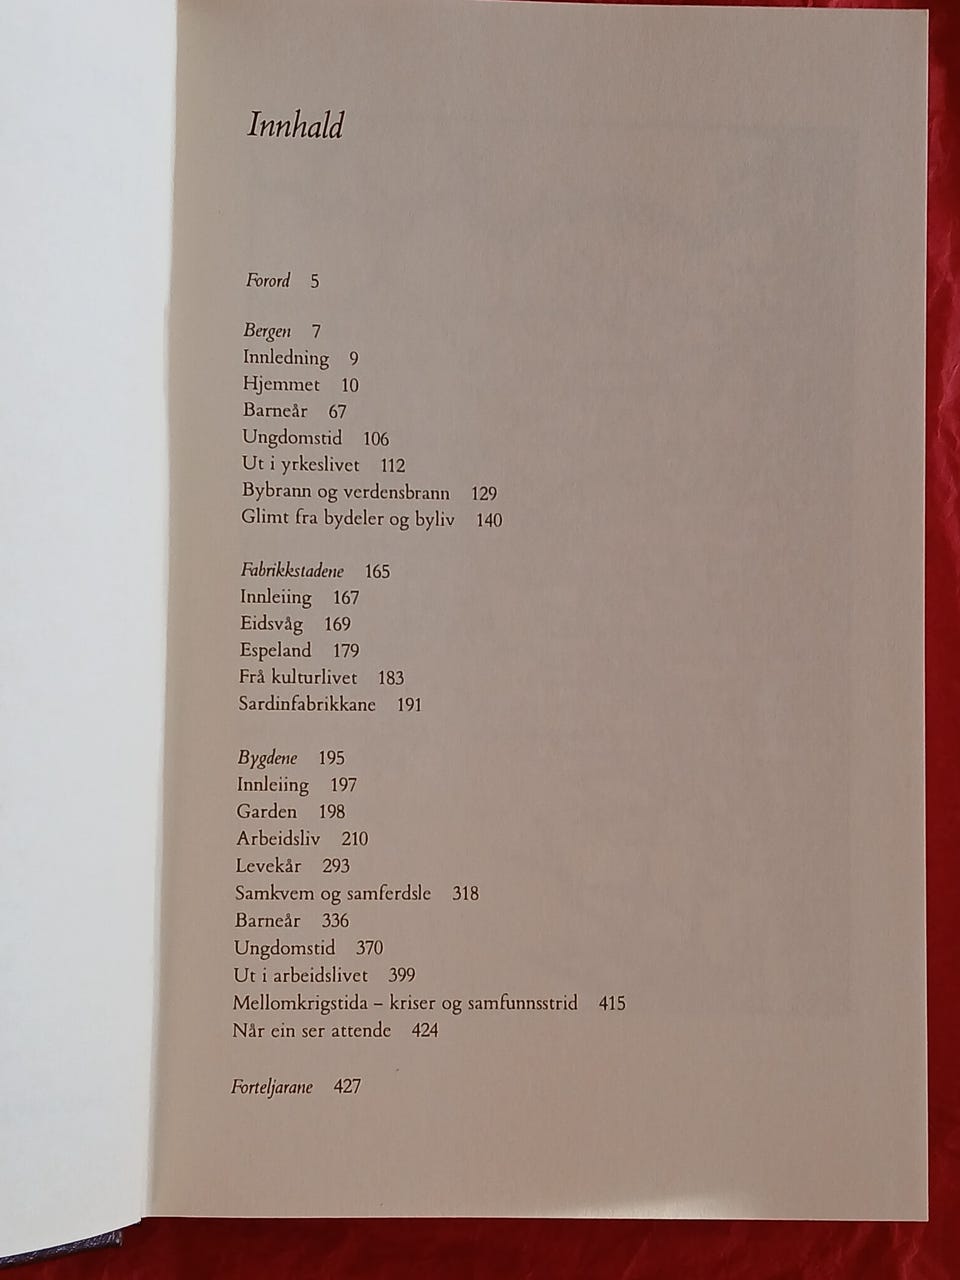 Innhald
Forord 5
Bergen 7
Innledning 9
Hjemmet 10
Barneår 67
Ungdomstid 106
Ut i yrkeslivet 112
Bybrann og verdensbrann 129
Glimt fra bydeler og byliv 140
Fabrikkstadene 165
Innleiing 167
Eidsvåg 169
Espeland 179
Frå kulturlivet 183
Sardinfabrikkane 191
Bygdene 195
Innleiing 197
Garden 198
Arbeidsliv 210
Levekår 293
Samkvem og samferdsle 318
Barneår 336
Ungdomstid 370
Ut i arbeidslivet 399
Mellomkrigstida – kriser og samfunnsstrid 415
Når ein ser attende 424
Forteljarane 427